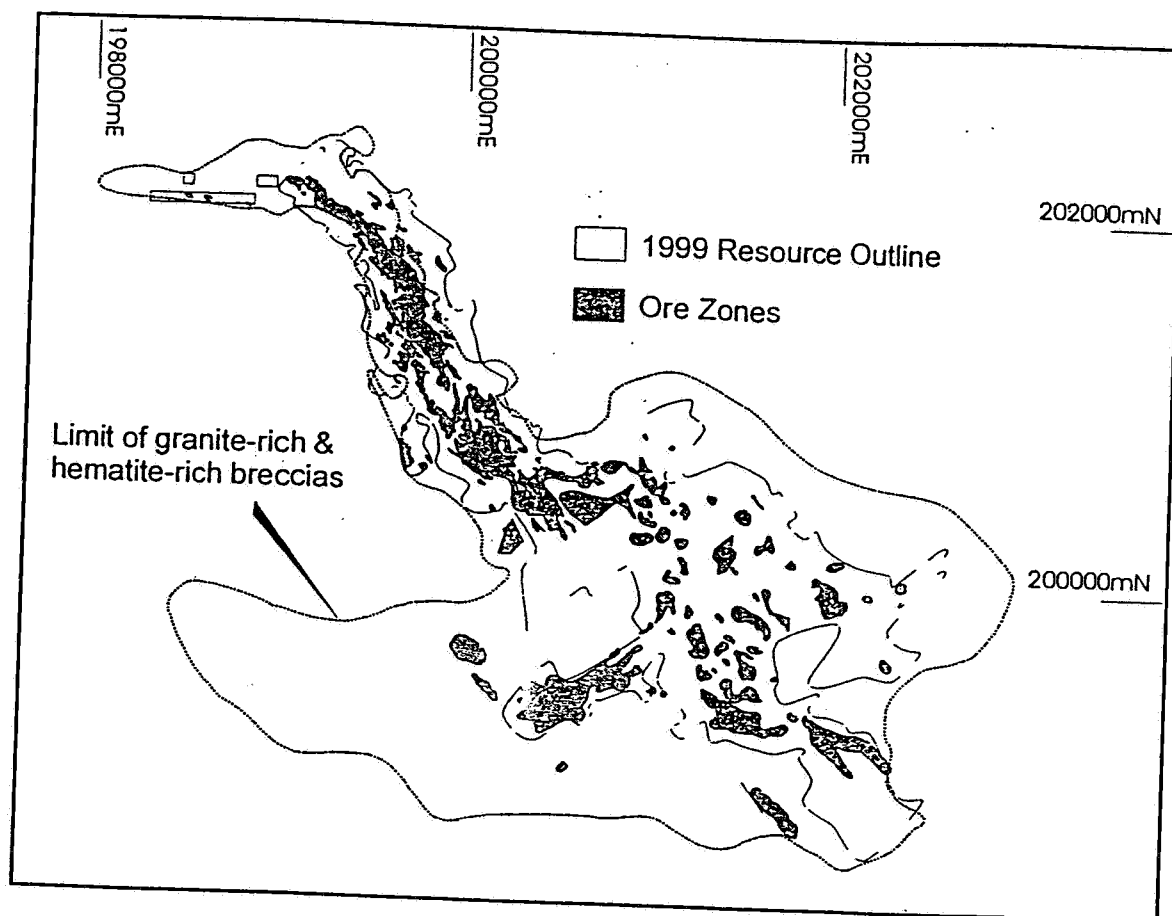 198000mE
200000mE
202000mE
202000mN
1999 Resource Outline
Ore Zones
Limit of granite-rich &
hematite-rich breccias
200000mN